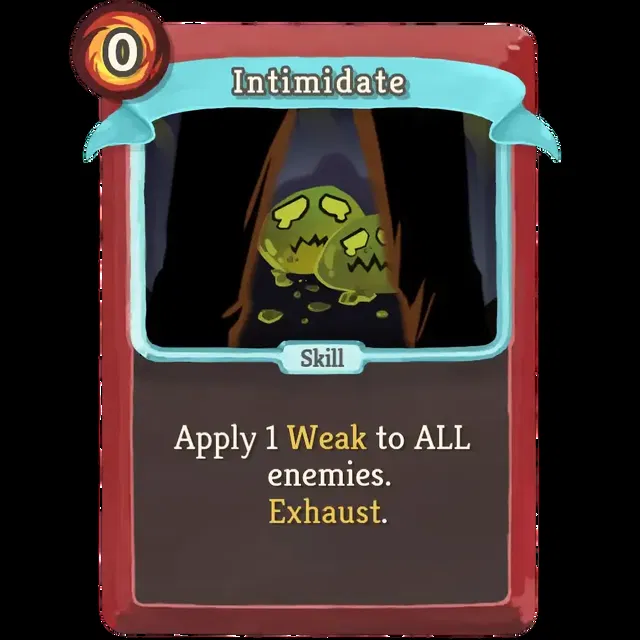 0
Intimidate
Skill
Apply 1 Weak to ALL
enemies.
Exhaust.